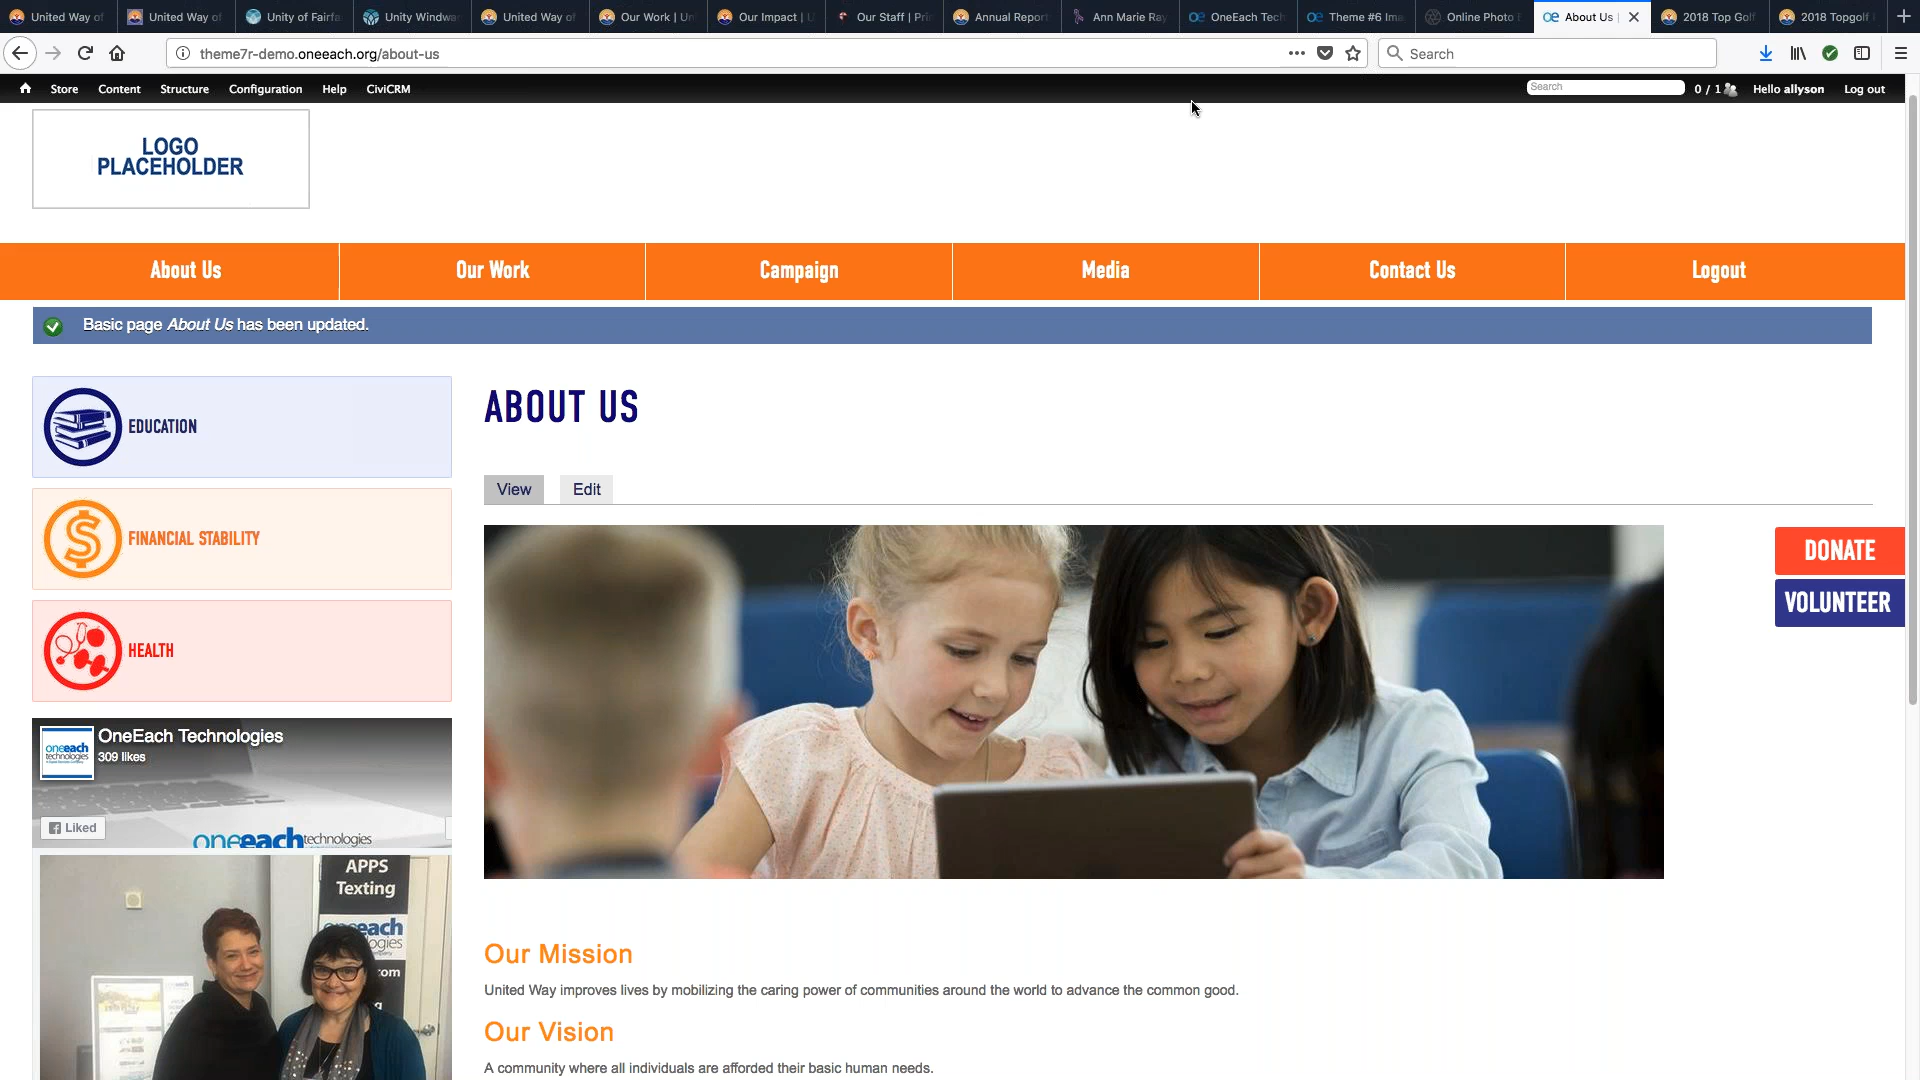 United Way of
United Way of
Unity of Fairfa
Unity Windwa
United Way of
Our Work | Un
Our Impact | U
Our Staff | Pri
Annual Report
Ann Marie Ray
OneEach Tech
Theme #6 Ima
Online Photo E
About Us |
2018 Top Golf
2018 Topgolf
theme7r-demo.oneeach.org/about-us
Search
Store Content Structure Configuration Help CiviCRM
Search
0 / 1
Hello allyson
Log out
LOGO
PLACEHOLDER
About Us
Our Work
Campaign
Media
Contact Us
Logout
Basic page About Us has been updated.
EDUCATION
FINANCIAL STABILITY
HEALTH
ABOUT US
View
Edit
DONATE
VOLUNTEER
oneeach
technologies
OneEach Technologies
309 likes
Liked
oneeach technologies
APPS
Texting
Our Mission
United Way improves lives by mobilizing the caring power of communities around the world to advance the common good.
Our Vision
A community where all individuals are afforded their basic human needs.